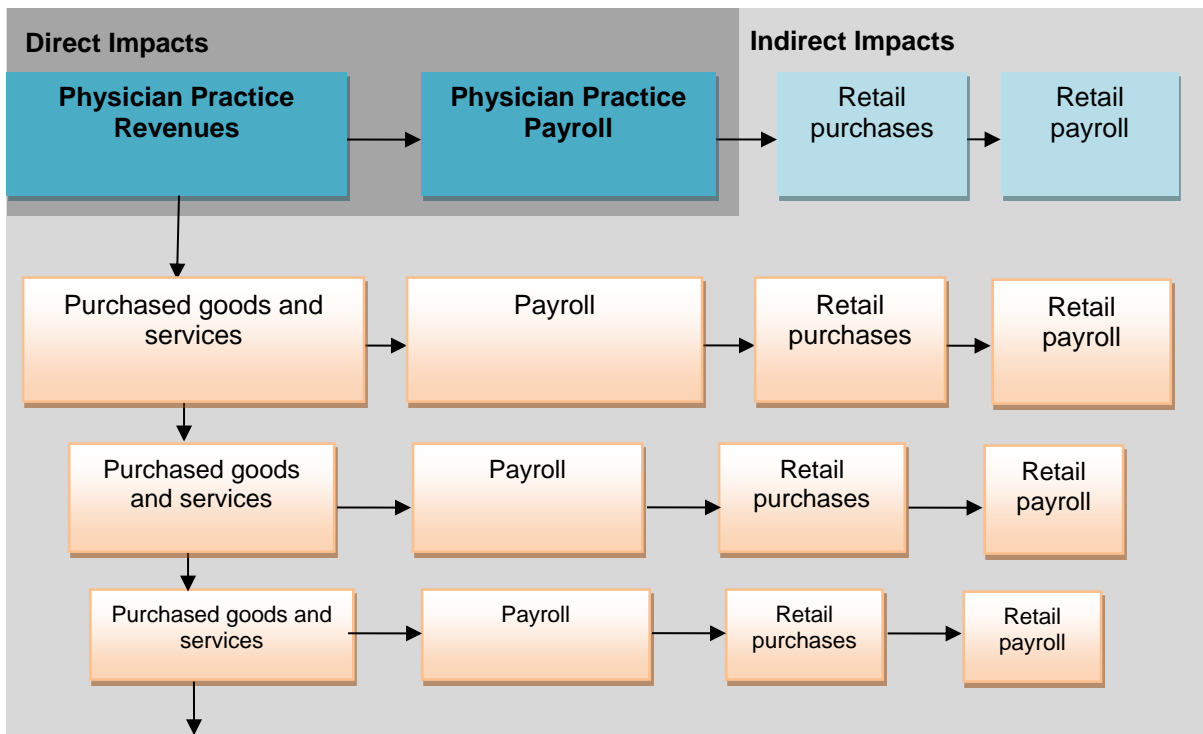 Direct Impacts
Indirect Impacts
Physician Practice
Revenues
Physician Practice
Payroll
Retail
purchases
Retail
payroll
Purchased goods and
services
Payroll
Retail
purchases
Retail
payroll
Purchased goods
and services
Payroll
Retail
purchases
Retail
payroll
Purchased goods and
services
Payroll
Retail
purchases
Retail
payroll